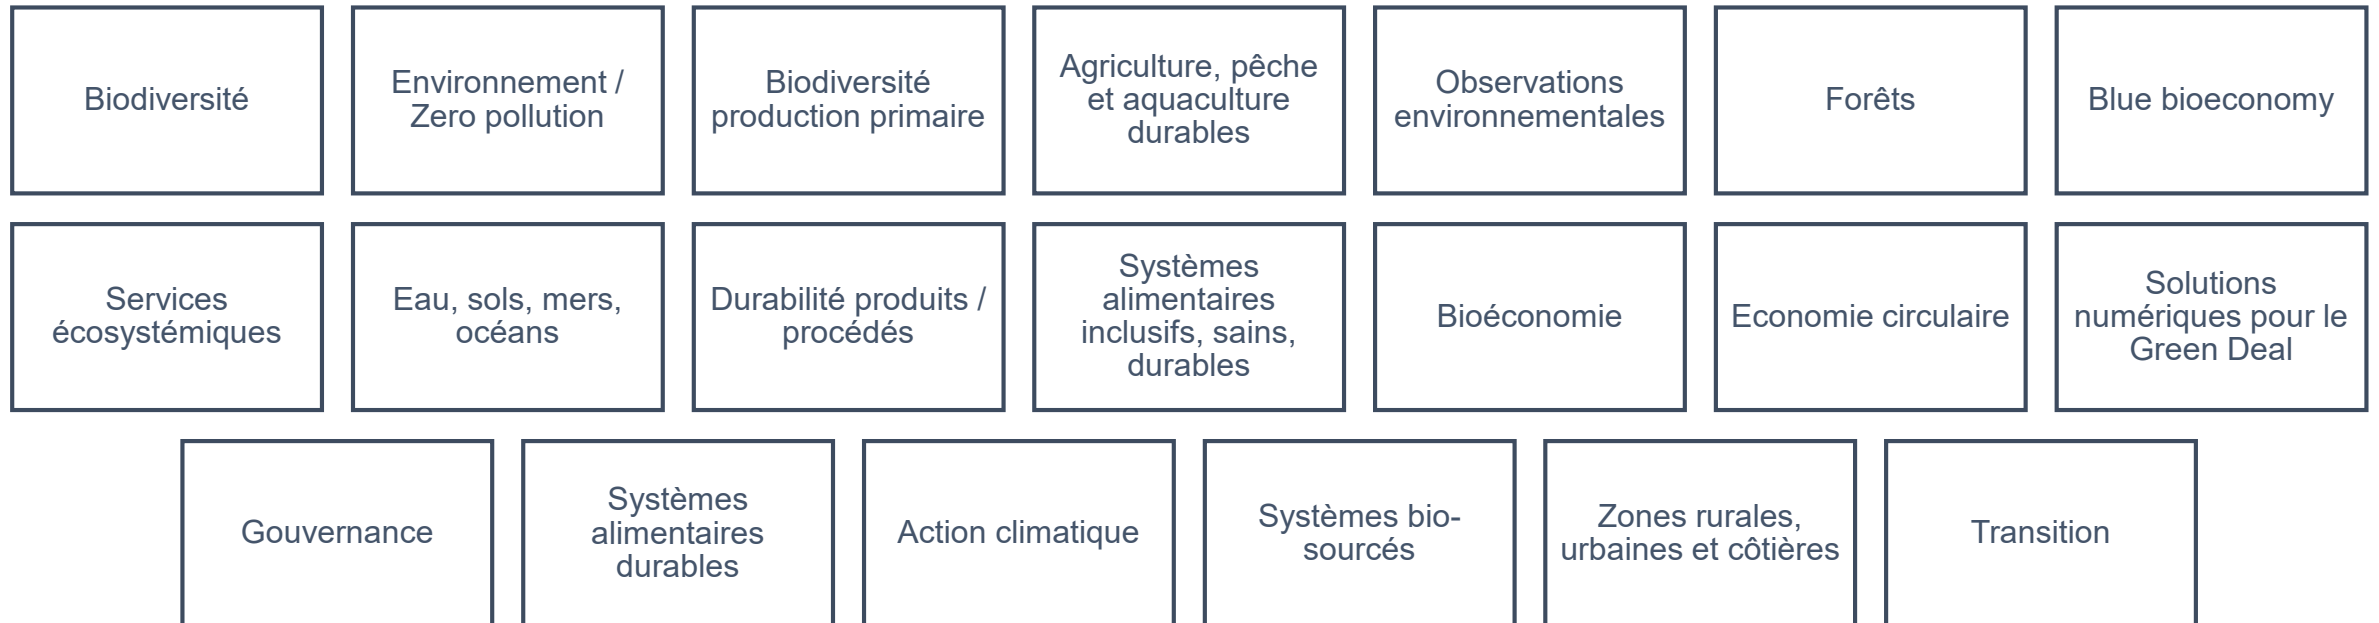 Biodiversité
Environnement /
Zero pollution
Biodiversité
production primaire
Agriculture, pêche
et aquaculture
durables
Observations
environnementales
Forêts
Blue bioeconomy
Services
écosystémiques
Eau, sols, mers,
océans
Durabilité produits /
procédés
Systèmes
alimentaires
inclusifs, sains,
durables
Bioéconomie
Economie circulaire
Solutions
numériques pour le
Green Deal
Gouvernance
Systèmes
alimentaires
durables
Action climatique
Systèmes bio-
sourcés
Zones rurales,
urbaines et côtières
Transition